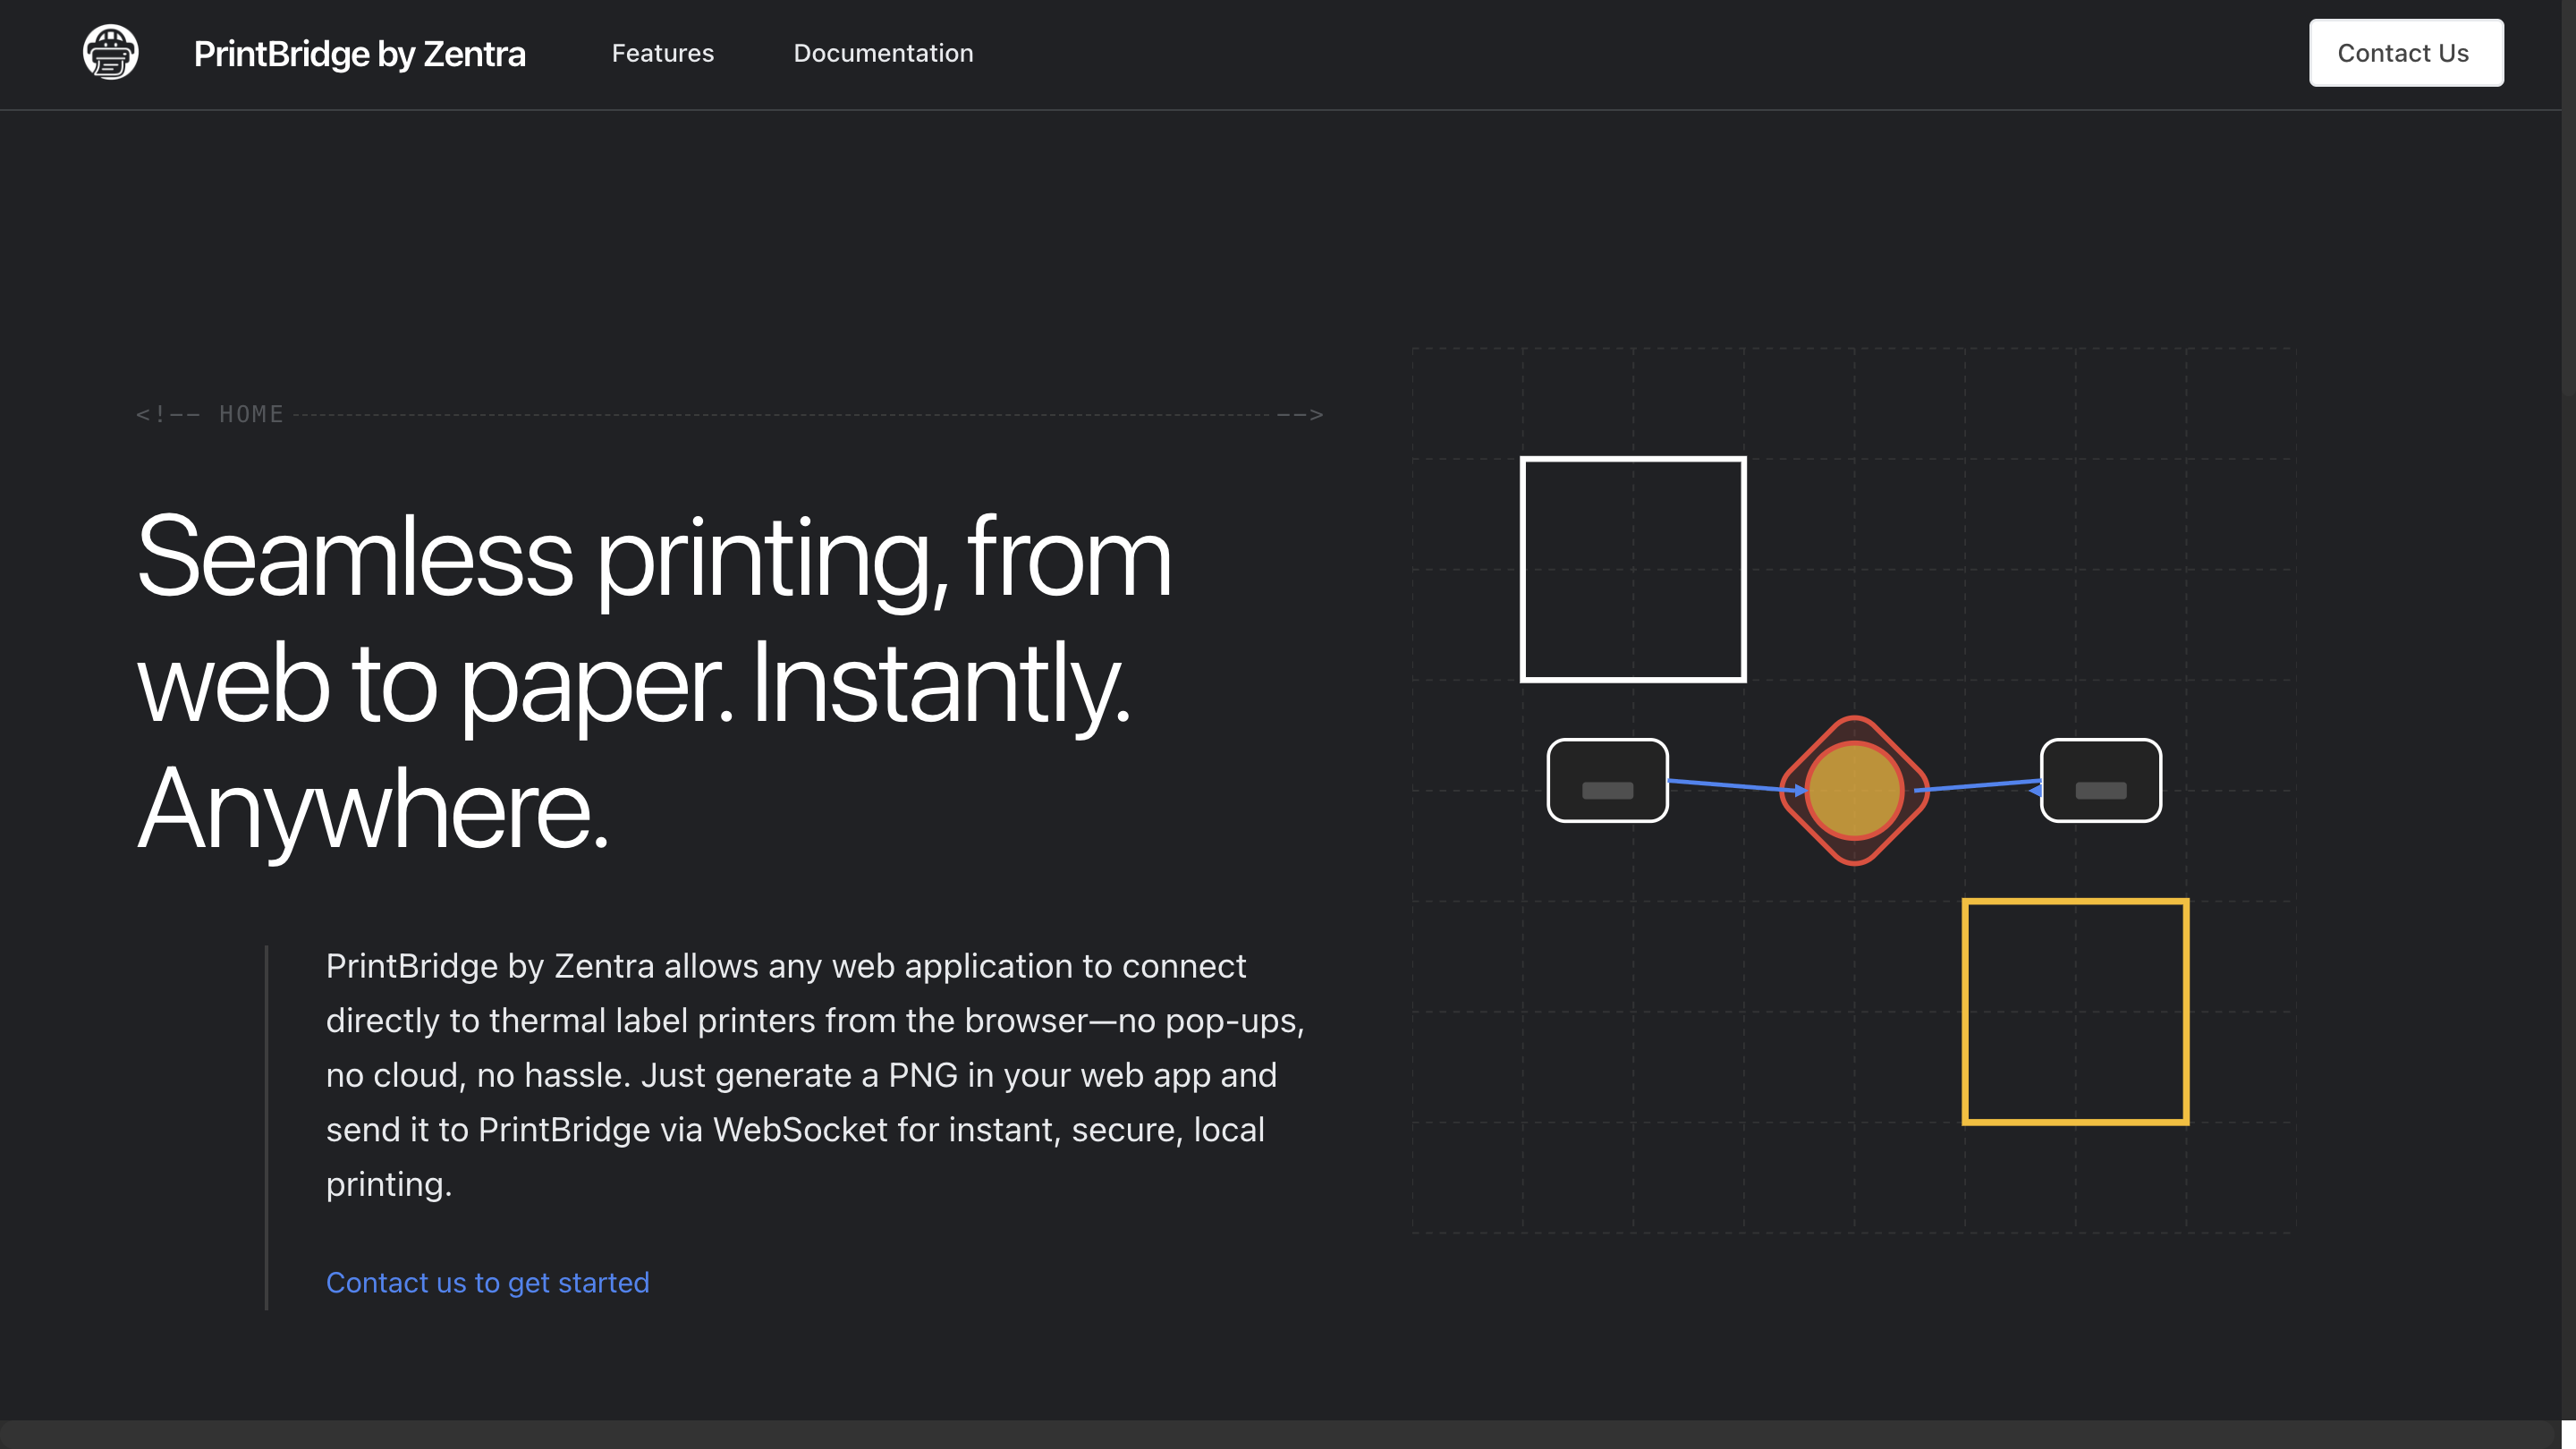 PrintBridge by Zentra
Features
Documentation
Contact Us
<!-- HOME -->
Seamless printing, from
web to paper. Instantly.
Anywhere.
PrintBridge by Zentra allows any web application to connect
directly to thermal label printers from the browser—no pop-ups,
no cloud, no hassle. Just generate a PNG in your web app and
send it to PrintBridge via WebSocket for instant, secure, local
printing.
Contact us to get started